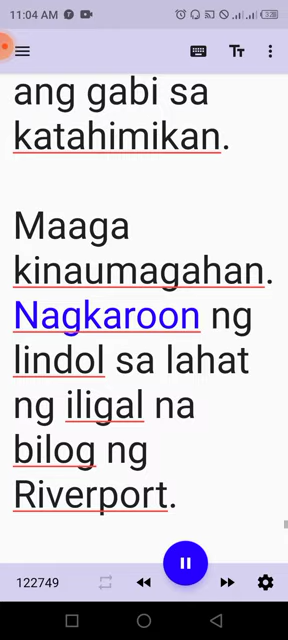 11:04 AM
ang gabi sa
katahimikan.
Maaga
kinaumagahan.
Nagkaroon ng
lindol sa lahat
ng iligal na
bilog ng
Riverport.
122749